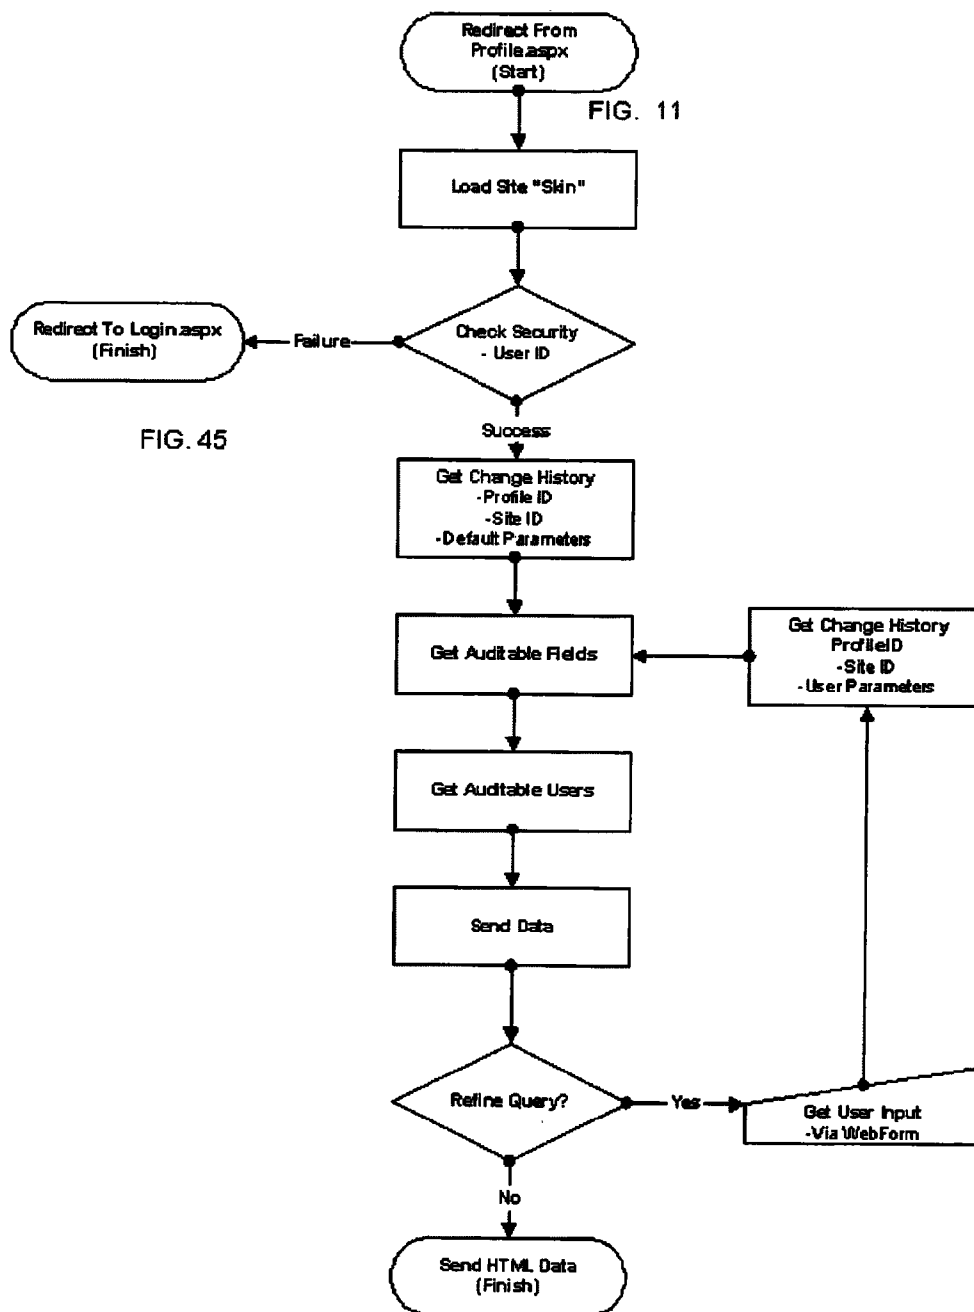 Redirect From
Profile.aspx
(Start)
FIG. 11
Load Site "Skin"
Redirect To Login.aspx
(Finish)
Failure
Check Security
- User ID
FIG. 45
Success
Get Change History
-Profile ID
-Site ID
-Default Parameters
Get Auditable Fields
Get Change History
ProfileID
-Site ID
-User Parameters
Get Auditable Users
Send Data
Refine Query?
Yes
Get User Input
-Via WebForm
No
Send HTML Data
(Finish)